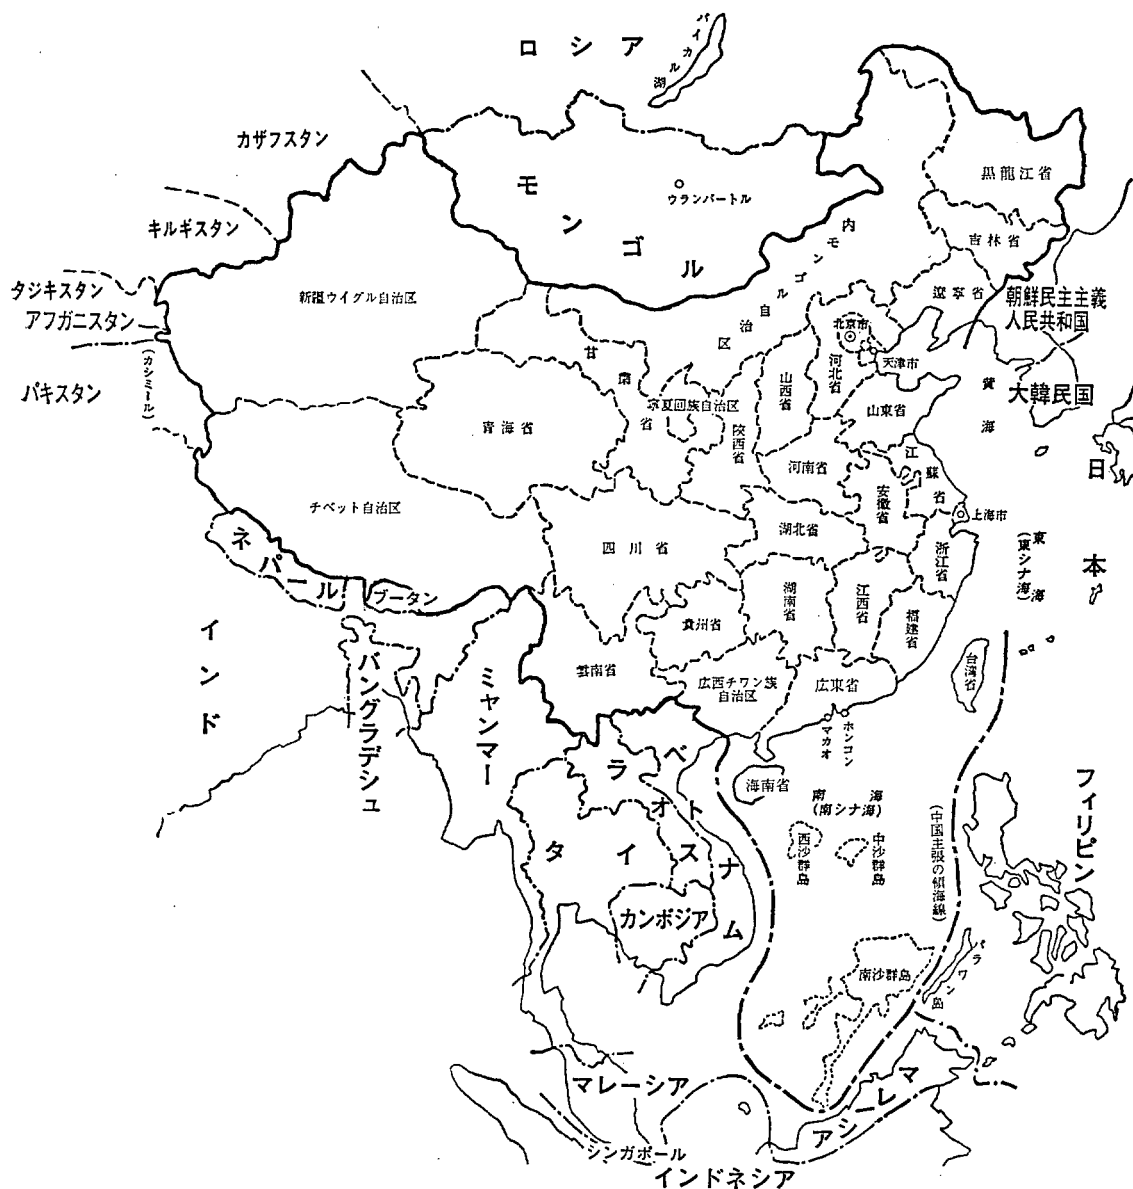 ロシア
バイカル湖
カザフスタン
モンゴル
ウランバートル
黒龍江省
キルギスタン
吉林省
内モンゴル自治区
タジキスタン
アフガニスタン
(カシミール)
パキスタン
新疆ウイグル自治区
遼寧省
朝鮮民主主義
人民共和国
北京市
天津市
河北省
大韓民国
黄海
甘粛省
寧夏回族自治区
山西省
陝西省
山東省
青海省
河南省
江蘇省
安徽省
上海市
日本
チベット自治区
四川省
湖北省
浙江省
東海
(東シナ海)
ネパール
ブータン
インド
バングラデシュ
ミャンマー
貴州省
湖南省
江西省
福建省
雲南省
広西チワン族
自治区
広東省
台湾省
ホンコン
マカオ
海南省
南海
(南シナ海)
ラオス
ベトナム
タイ
カンボジア
西沙群島
中沙群島
(中国主張の領海線)
フィリピン
南沙群島
パラワン島
マレーシア
マレーシア
シンガポール
インドネシア